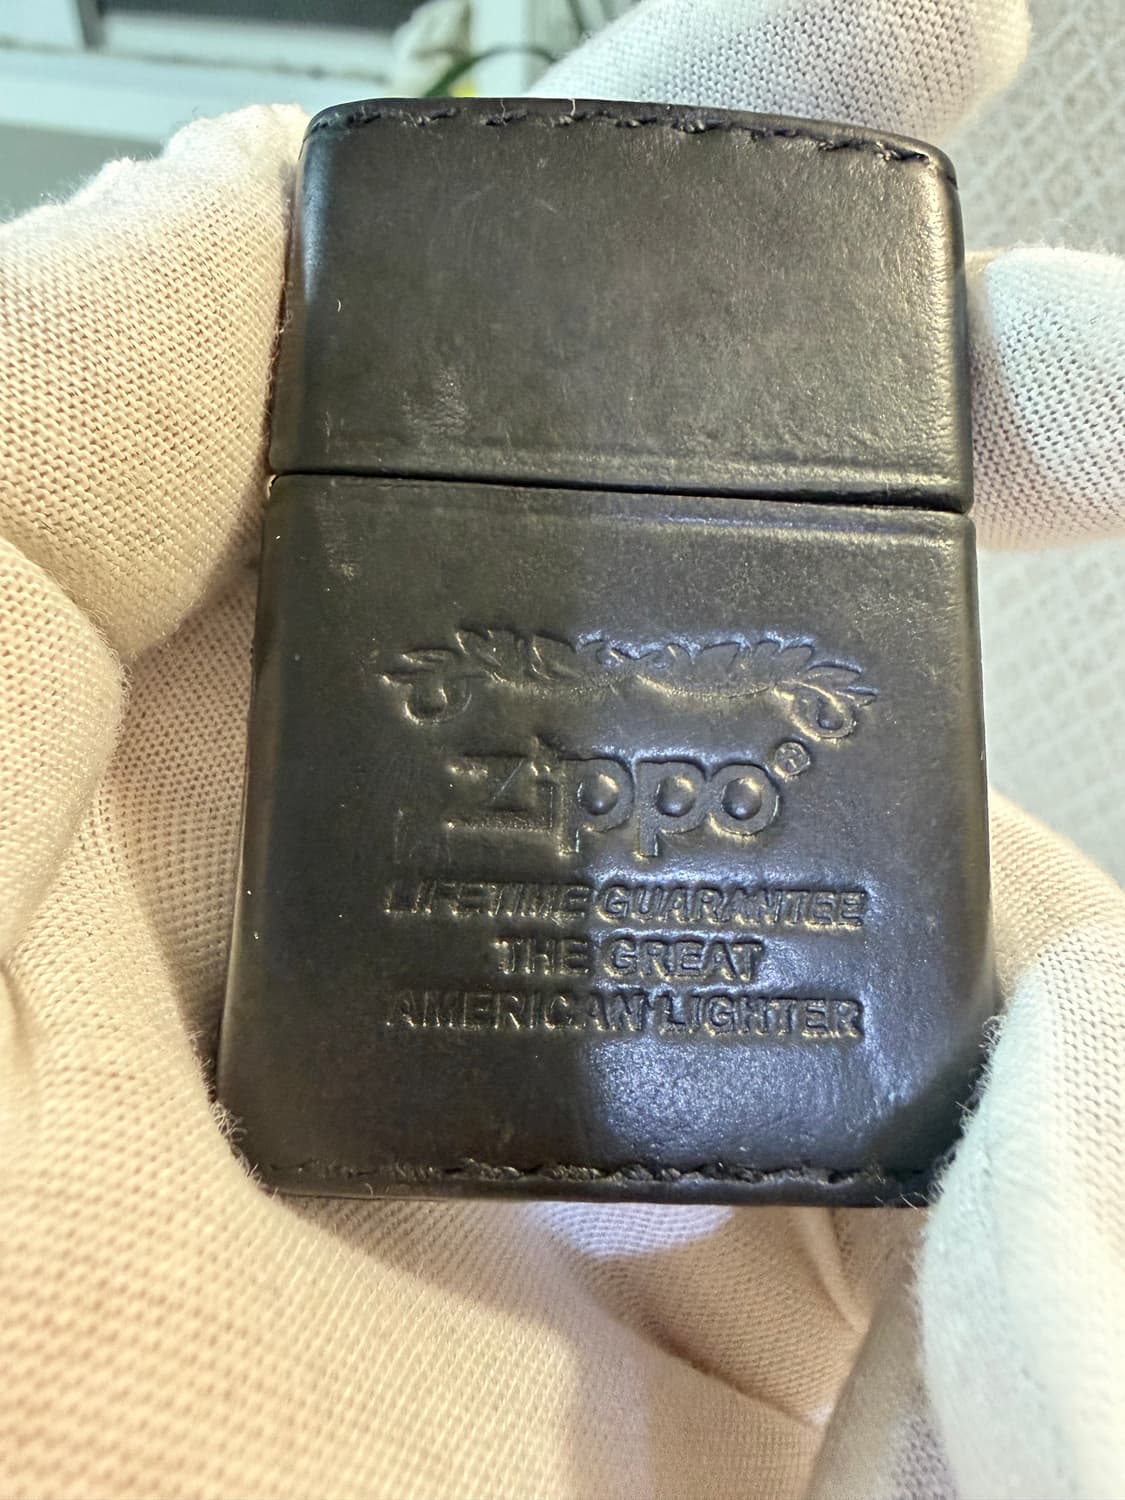 Zippo®
LIFETIME GUARANTEE
THE GREAT
AMERICAN LIGHTER